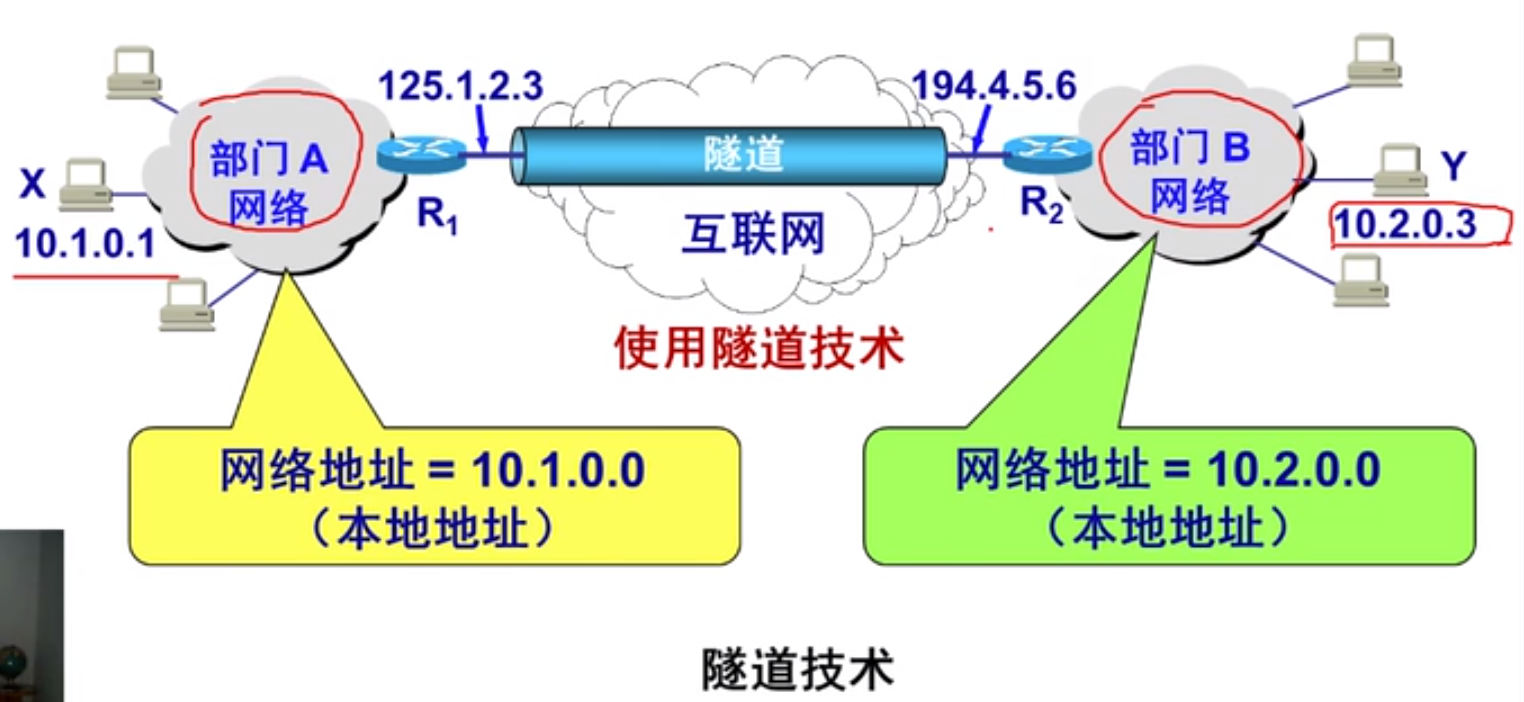 125.1.2.3
194.4.5.6
部门 A
网络
隧道
部门 B
网络
X
Y
R1
R2
10.1.0.1
互联网
10.2.0.3
使用隧道技术
网络地址 = 10.1.0.0
（本地地址）
网络地址 = 10.2.0.0
（本地地址）
隧道技术